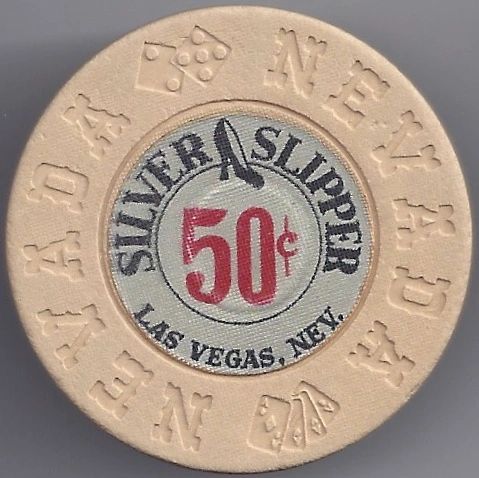 SILVER SLIPPER
50¢
LAS VEGAS, NEV.
NEVADA
NEVADA